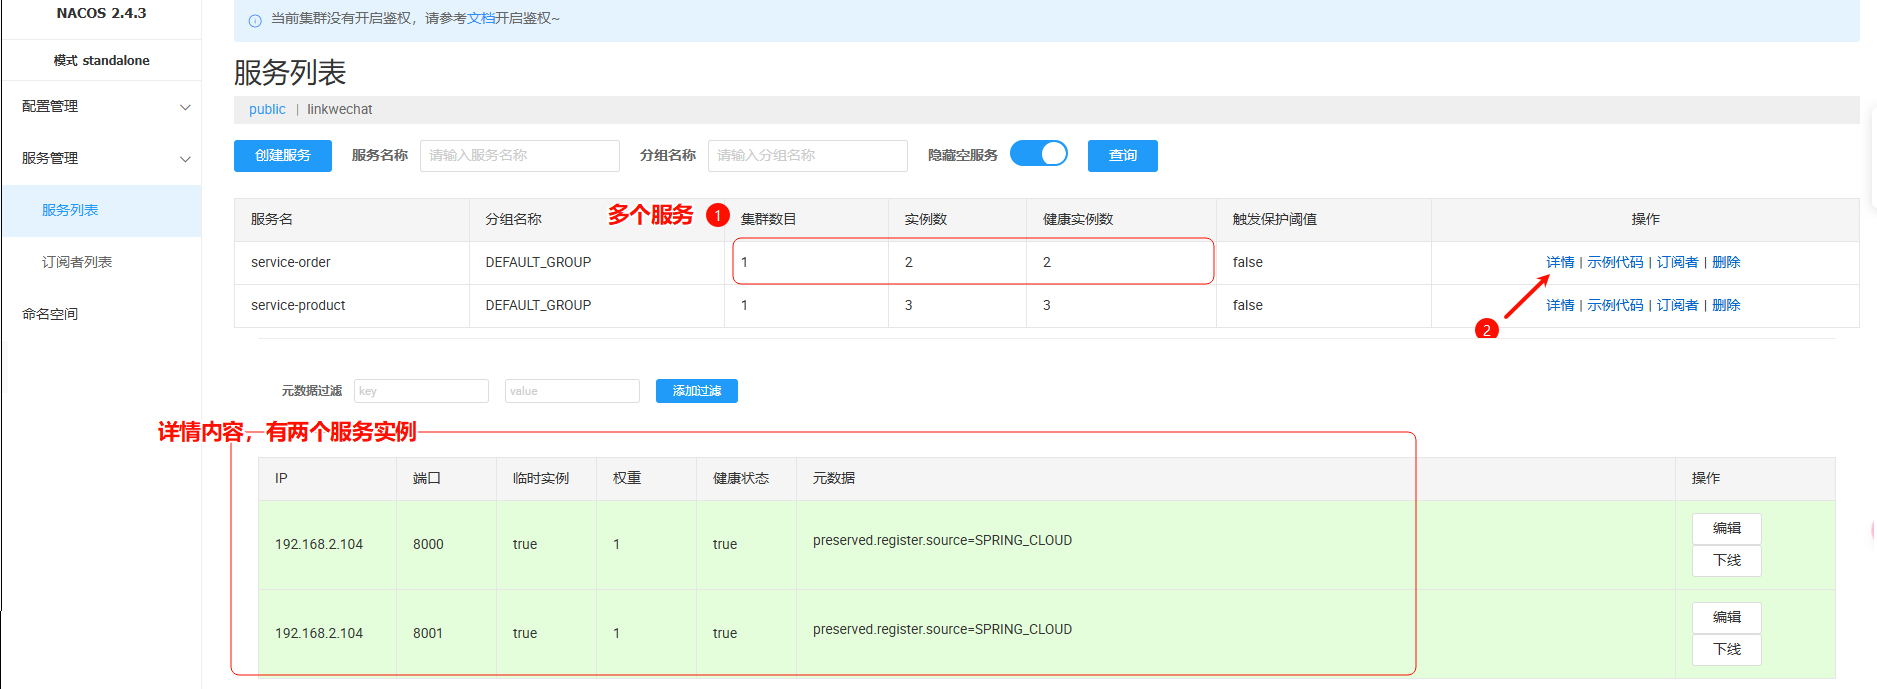 NACOS 2.4.3
模式 standalone
配置管理
服务管理
服务列表
订阅者列表
命名空间
当前集群没有开启鉴权，请参考文档开启鉴权~
服务列表
public | linkwechat
创建服务 服务名称 请输入服务名称 分组名称 请输入分组名称 隐藏空服务 查询
多个服务 1
服务名 分组名称 集群数目 实例数 健康实例数 触发保护阈值 操作
service-order DEFAULT_GROUP 1 2 2 false 详情 | 示例代码 | 订阅者 | 删除
service-product DEFAULT_GROUP 1 3 3 false 详情 | 示例代码 | 订阅者 | 删除
2
元数据过滤 key value 添加过滤
详情内容，有两个服务实例
IP 端口 临时实例 权重 健康状态 元数据 操作
192.168.2.104 8000 true 1 true preserved.register.source=SPRING_CLOUD 编辑
下线
192.168.2.104 8001 true 1 true preserved.register.source=SPRING_CLOUD 编辑
下线